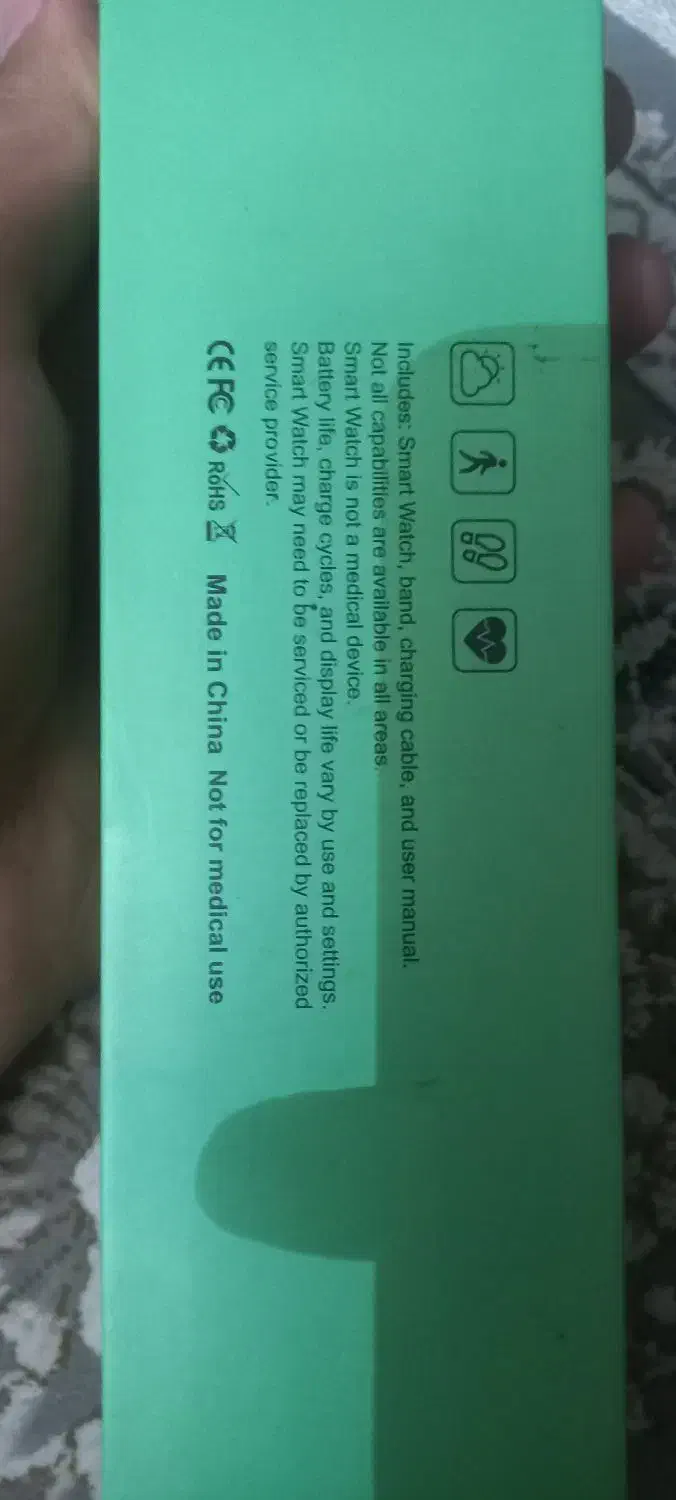 Includes: Smart Watch, band, charging cable, and user manual.
Not all capabilities are available in all areas.
Smart Watch is not a medical device.
Battery life, charge cycles, and display life vary by use and settings.
Smart Watch may need to be serviced or be replaced by authorized
service provider.
CE FC RoHS Made in China Not for medical use